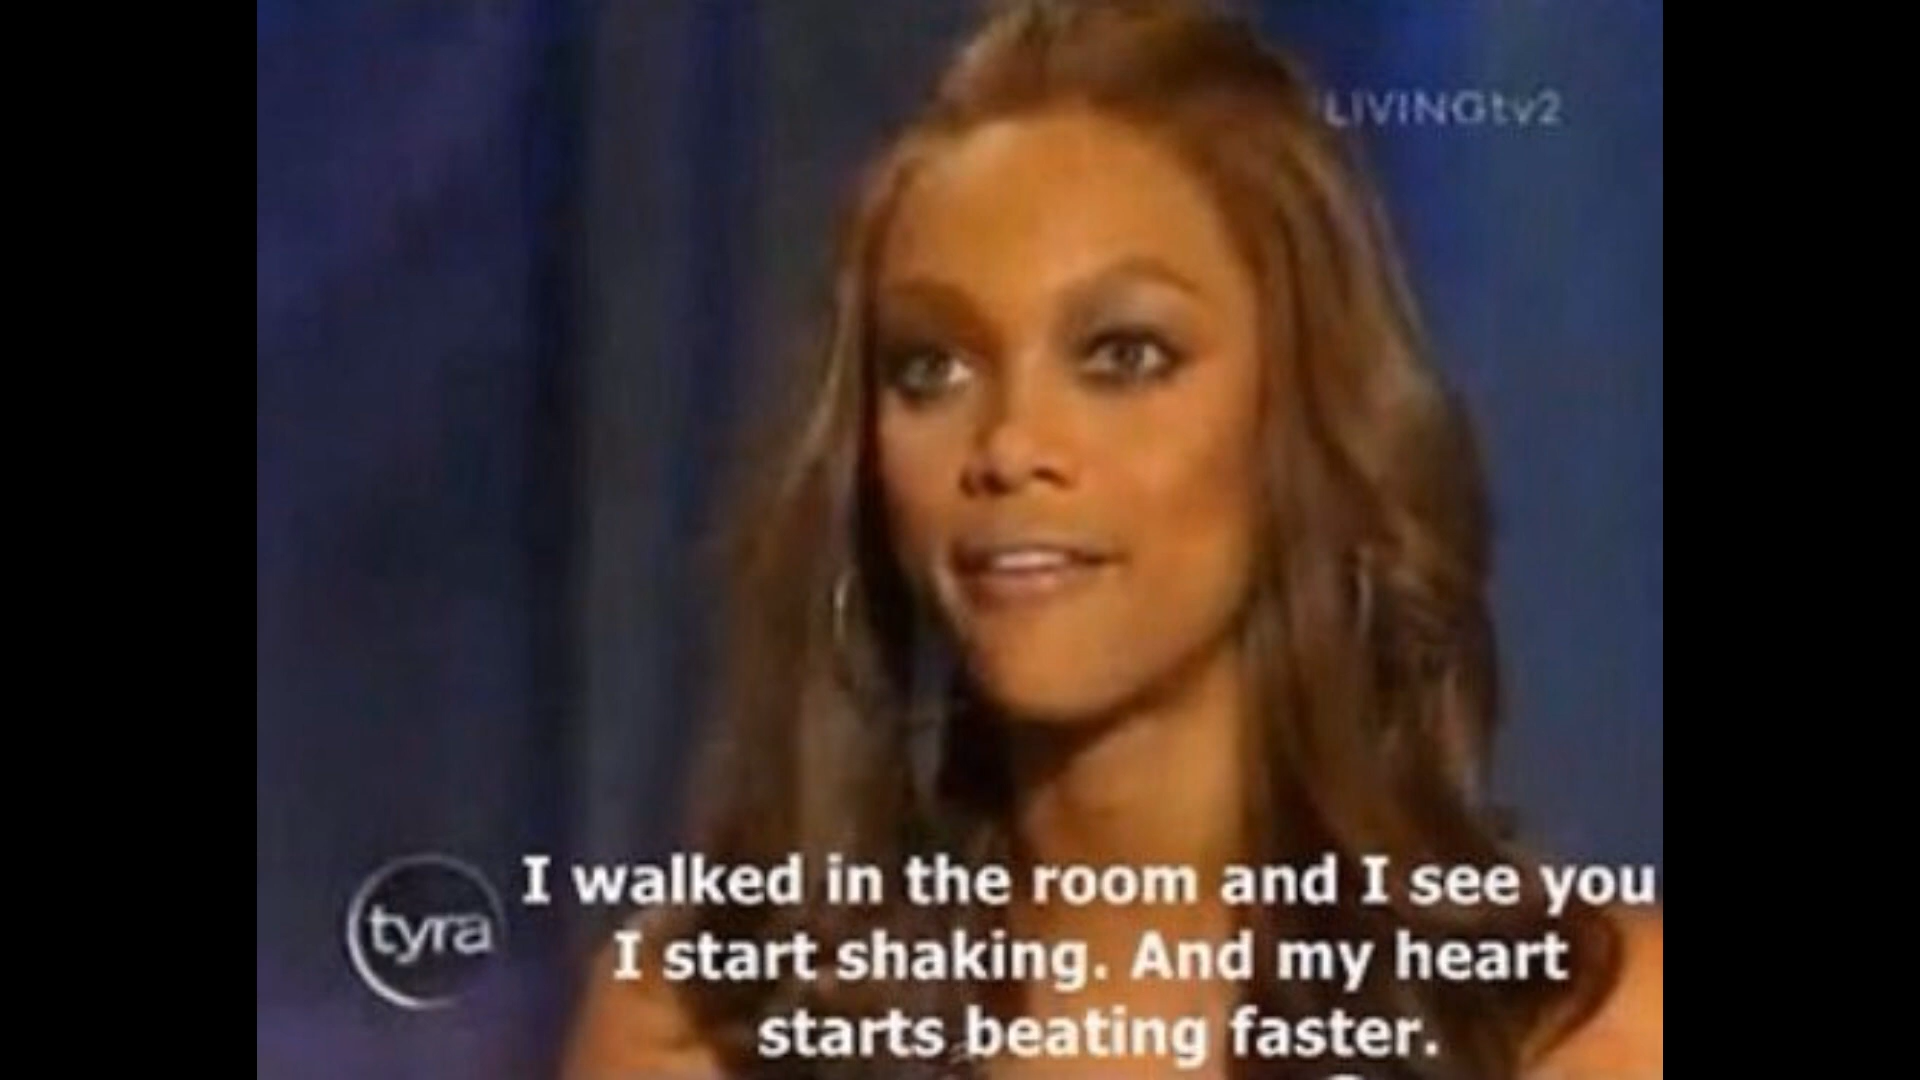 LIVINGtv2
tyra
I walked in the room and I see you
I start shaking. And my heart
starts beating faster.